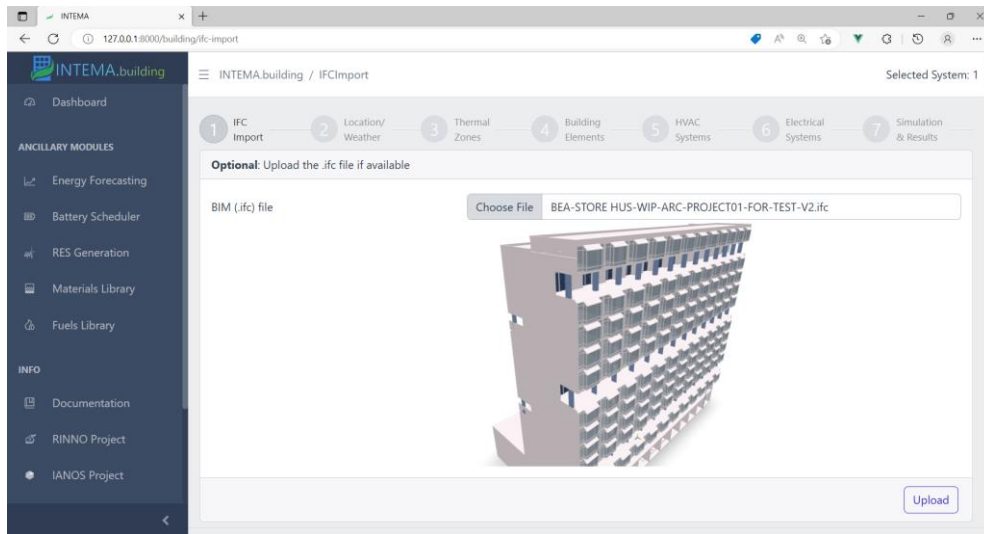 INTEMA
127.0.0.1:8000/building/ifc-import
INTEMA.building
INTEMA.building / IFCImport
Selected System: 1
Dashboard
ANCILLARY MODULES
Energy Forecasting
Battery Scheduler
RES Generation
Materials Library
Fuels Library
INFO
Documentation
RINNO Project
IANOS Project
1 IFC
Import
2 Location/
Weather
3 Thermal
Zones
4 Building
Elements
5 HVAC
Systems
6 Electrical
Systems
7 Simulation
& Results
Optional: Upload the .ifc file if available
BIM (.ifc) file
Choose File BEA-STORE HUS-WIP-ARC-PROJECT01-FOR-TEST-V2.ifc
Upload